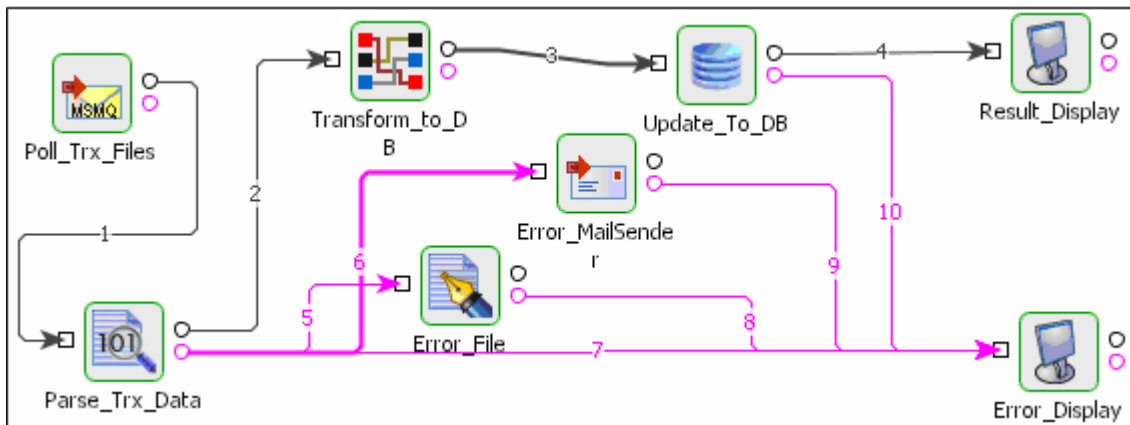 3
4
MSMQ
Poll_Trx_Files
Transform_to_D
B
Update_To_DB
Result_Display
2
1
Error_MailSende
r
10
6
9
5
8
101
Error_File
7
Parse_Trx_Data
Error_Display